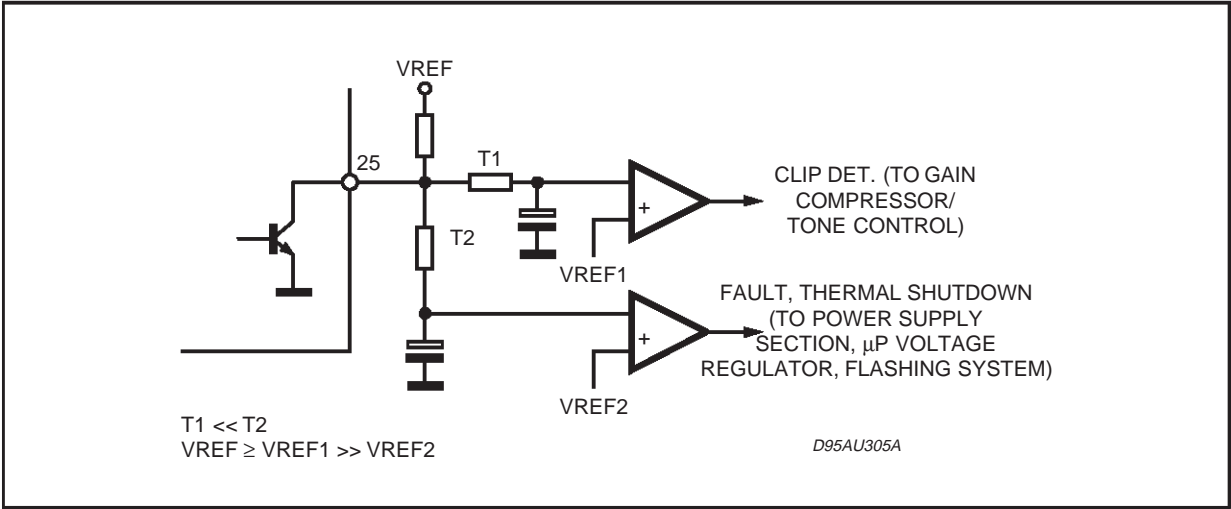 VREF
25
T1
T2
+
VREF1
CLIP DET. (TO GAIN
COMPRESSOR/
TONE CONTROL)
+
VREF2
FAULT, THERMAL SHUTDOWN
(TO POWER SUPPLY
SECTION, µP VOLTAGE
REGULATOR, FLASHING SYSTEM)
T1 << T2
VREF ≥ VREF1 >> VREF2
D95AU305A